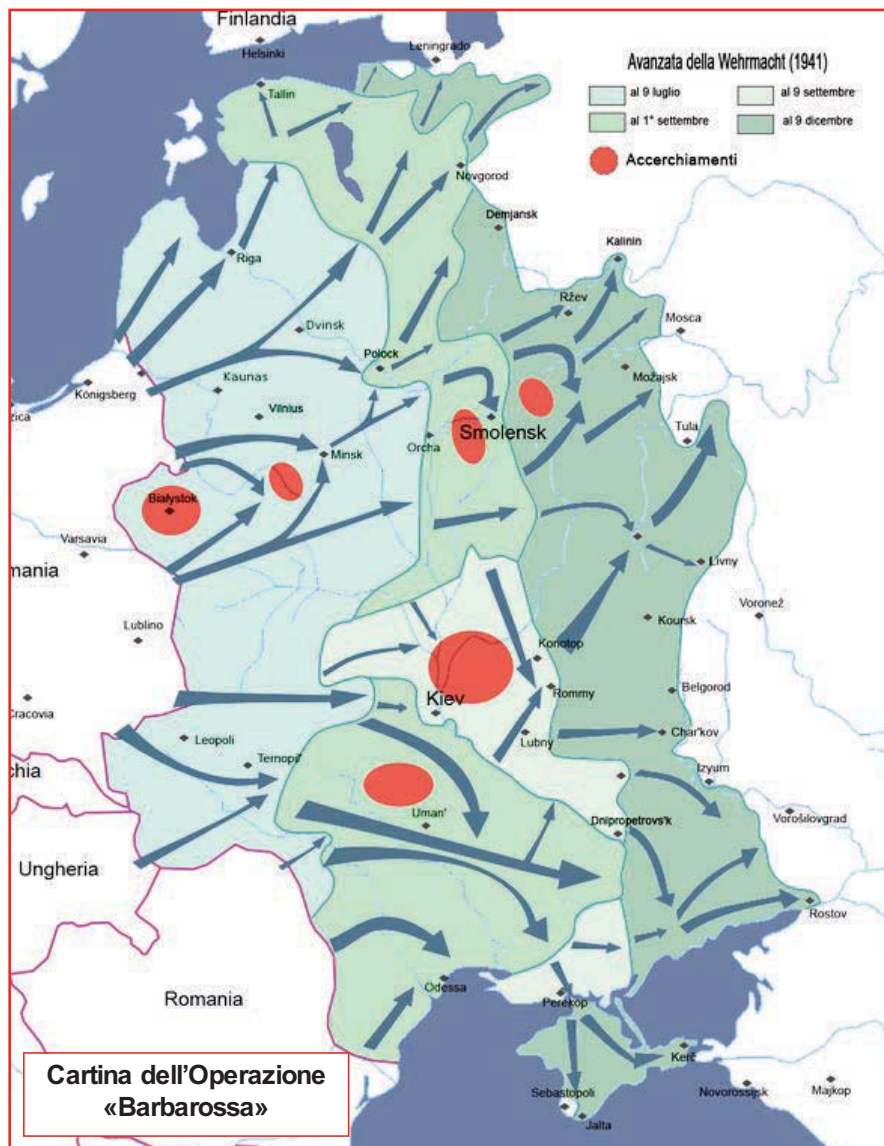 Finlandia
Helsinki
Leningrado
Avanzata della Wehrmacht (1941)
al 9 luglio
al 9 settembre
al 1° settembre
al 9 dicembre
Accerchiamenti
Tallin
Novgorod
Demjansk
Kalinin
Riga
Ržev
Mosca
Dvinsk
Polock
Možajsk
Königsberg
Kaunas
zica
Vilnius
Smolensk
Tula
Orcha
Minsk
Białystok
Varsavia
Livny
mania
Voronež
Lublino
Koursk
Konotop
Kiev
Rommy
Belgorod
Cracovia
Leopoli
Lubny
Char'kov
Ternopil'
chia
Izyum
Uman'
Dnipropetrovs'k
Vorošilovgrad
Ungheria
Rostov
Odessa
Romania
Perekop
Kerč
Cartina dell'Operazione
«Barbarossa»
Sebastopoli
Novorossijsk
Majkop
Jalta